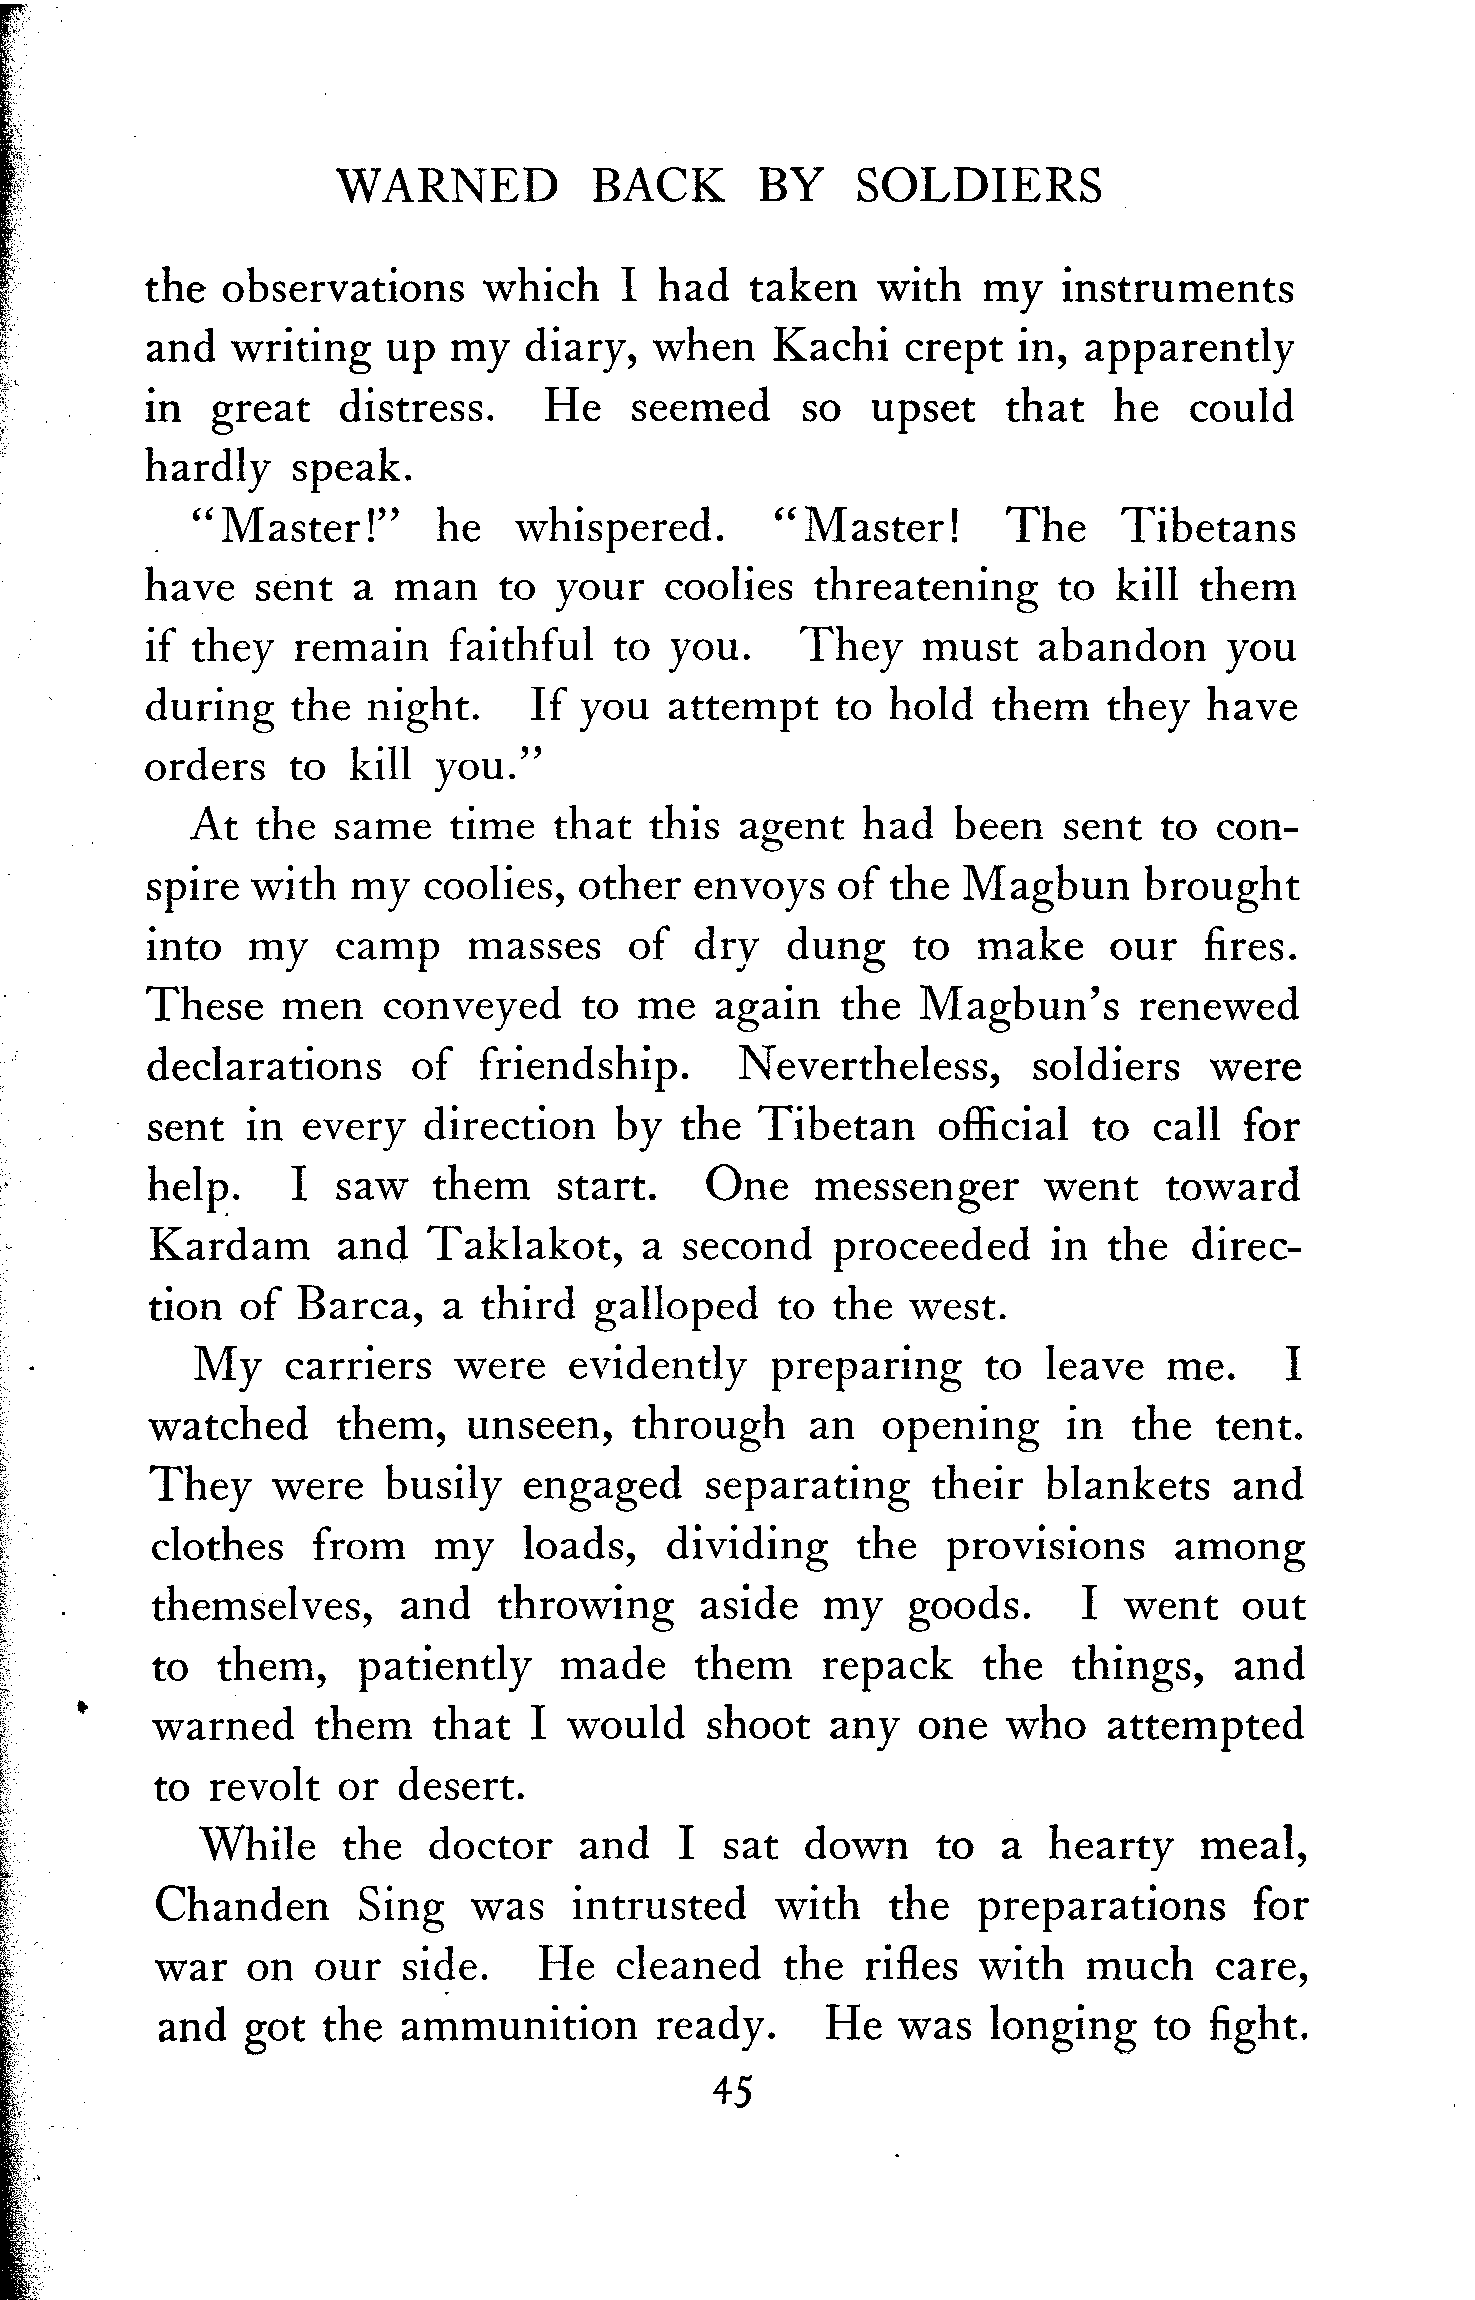 WARNED BACK BY SOLDIERS
the observations which I had taken with my instruments
and writing up my diary, when Kachi crept in, apparently
in great distress. He seemed so upset that he could
hardly speak.
"Master!" he whispered. "Master! The Tibetans
have sent a man to your coolies threatening to kill them
if they remain faithful to you. They must abandon you
during the night. If you attempt to hold them they have
orders to kill you."
At the same time that this agent had been sent to con-
spire with my coolies, other envoys of the Magbun brought
into my camp masses of dry dung to make our fires.
These men conveyed to me again the Magbun's renewed
declarations of friendship. Nevertheless, soldiers were
sent in every direction by the Tibetan official to call for
help. I saw them start. One messenger went toward
Kardam and Taklakot, a second proceeded in the direc-
tion of Barca, a third galloped to the west.
My carriers were evidently preparing to leave me. I
watched them, unseen, through an opening in the tent.
They were busily engaged separating their blankets and
clothes from my loads, dividing the provisions among
themselves, and throwing aside my goods. I went out
to them, patiently made them repack the things, and
warned them that I would shoot any one who attempted
to revolt or desert.
While the doctor and I sat down to a hearty meal,
Chanden Sing was intrusted with the preparations for
war on our side. He cleaned the rifles with much care,
and got the ammunition ready. He was longing to fight.
45